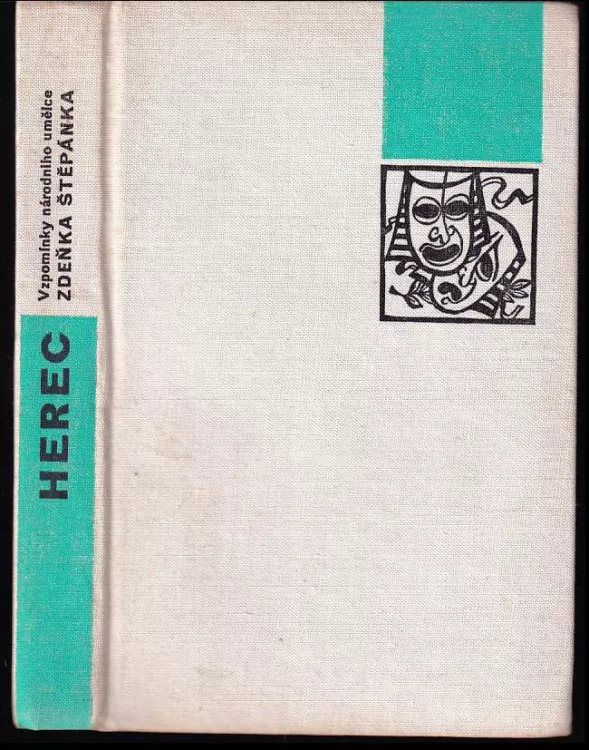 Vzpomínky národního umělce
ZDEŇKA ŠTĚPÁNKA
HEREC